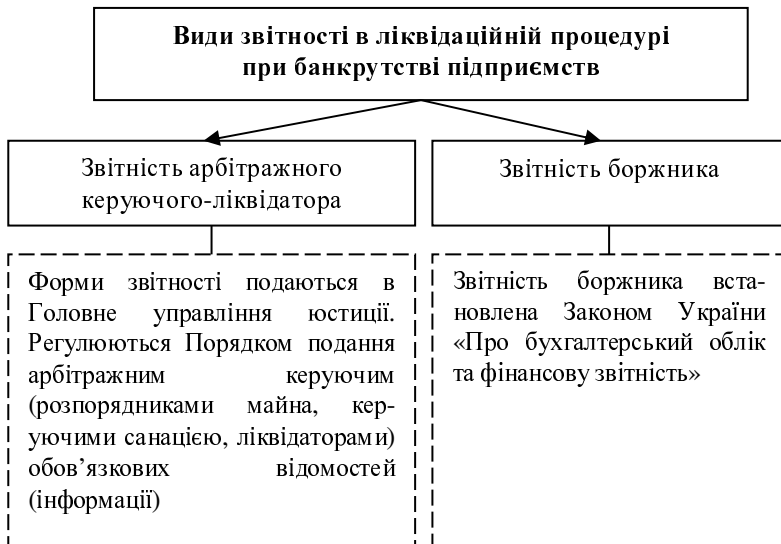 Види звітності в ліквідаційній процедурі
при банкрутстві підприємств
Звітність арбітражного
керуючого-ліквідатора
Звітність боржника
Форми звітності подаються в
Головне управління юстиції.
Регулюються Порядком подання
арбітражним керуючим
(розпорядниками майна, кер-
уючими санацією, ліквідаторами)
обов’язкових відомостей
(інформації)
Звітність боржника вста-
новлена Законом України
«Про бухгалтерський облік
та фінансову звітність»